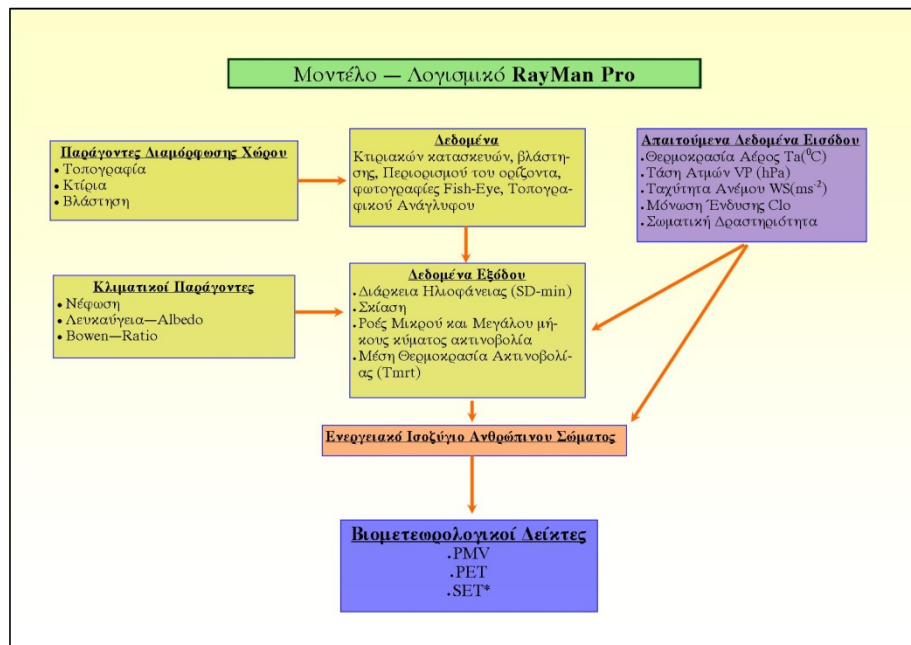 Μοντέλο — Λογισμικό RayMan Pro
Παράγοντες Διαμόρφωσης Χώρου
• Τοπογραφία
• Κτίρια
• Βλάστηση
Δεδομένα
Κτιριακών κατασκευών, βλάστη-
σης, Περιορισμού του ορίζοντα,
φωτογραφίες Fish-Eye, Τοπογρα-
φικού Ανάγλυφου
Απαιτούμενα Δεδομένα Εισόδου
.Θερμοκρασία Αέρος Ta(⁰C)
.Τάση Ατμών VP (hPa)
.Ταχύτητα Ανέμου WS(ms⁻²)
.Μόνωση Ένδυσης Clo
.Σωματική Δραστηριότητα
Κλιματικοί Παράγοντες
• Νέφωση
• Λευκαύγεια—Albedo
• Bowen—Ratio
Δεδομένα Εξόδου
.Διάρκεια Ηλιοφάνειας (SD-min)
.Σκίαση
.Ροές Μικρού και Μεγάλου μή-
κους κύματος ακτινοβολία
.Μέση Θερμοκρασία Ακτινοβολί-
ας (Tmrt)
Ενεργειακό Ισοζύγιο Ανθρώπινου Σώματος
Βιομετεωρολογικοί Δείκτες
.PMV
.PET
.SET*